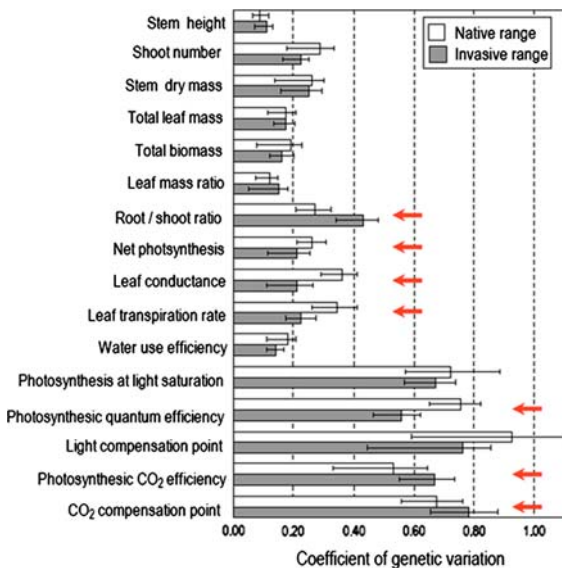 Native range
Invasive range
Stem height
Shoot number
Stem dry mass
Total leaf mass
Total biomass
Leaf mass ratio
Root / shoot ratio
Net photsynthesis
Leaf conductance
Leaf transpiration rate
Water use efficiency
Photosynthesis at light saturation
Photosynthesic quantum efficiency
Light compensation point
Photosynthesic CO2 efficiency
CO2 compensation point
0.00 0.20 0.40 0.60 0.80 1.00
Coefficient of genetic variation